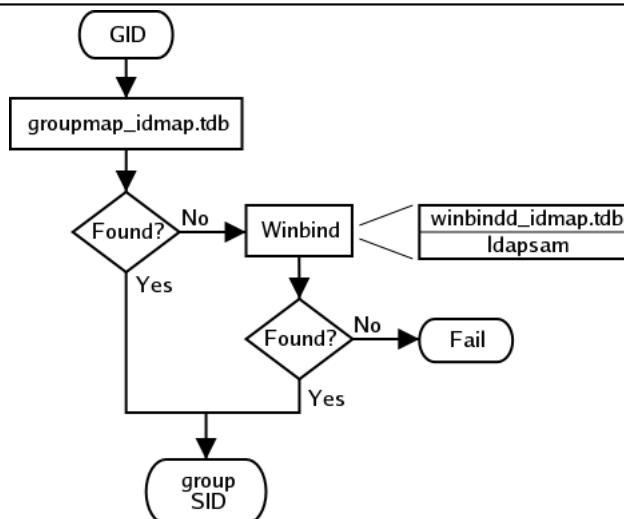 GID
groupmap_idmap.tdb
Found?
No
Winbind
winbindd_idmap.tdb
ldapsam
Yes
Found?
No
Fail
Yes
group
SID